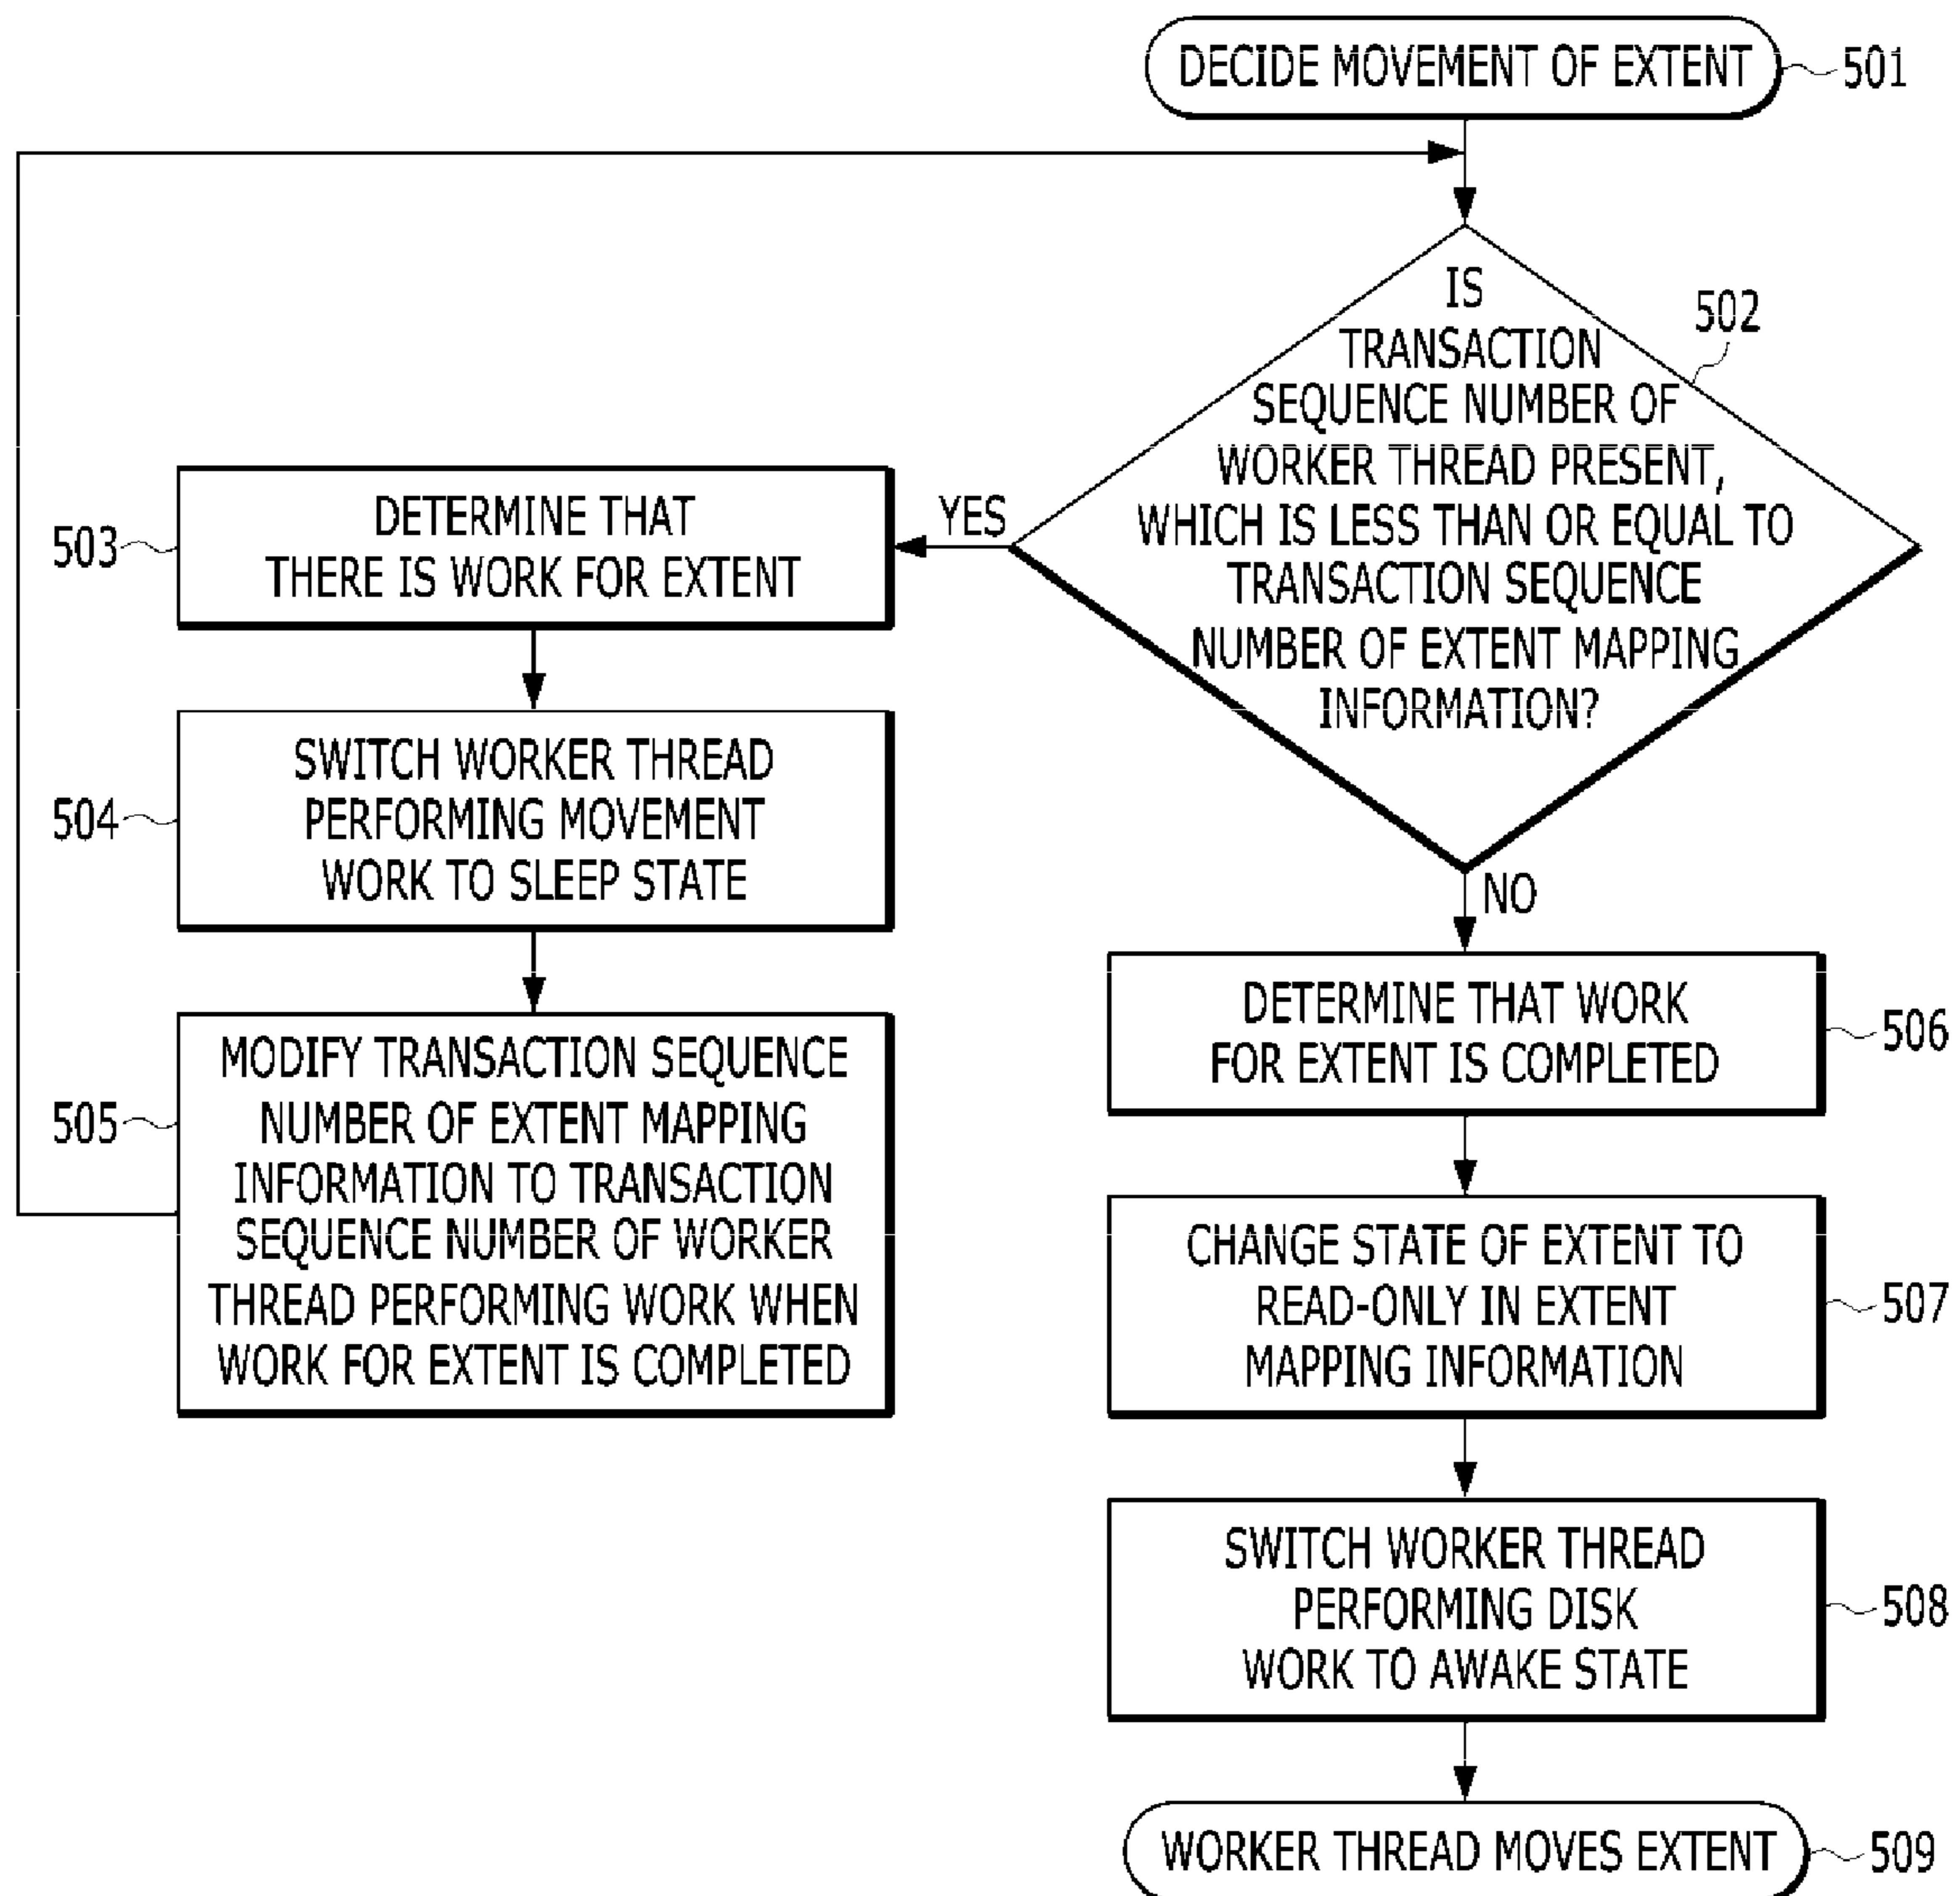 DECIDE MOVEMENT OF EXTENT
501
IS
TRANSACTION
SEQUENCE NUMBER OF
WORKER THREAD PRESENT,
WHICH IS LESS THAN OR EQUAL TO
TRANSACTION SEQUENCE
NUMBER OF EXTENT MAPPING
INFORMATION?
502
YES
NO
503
DETERMINE THAT
THERE IS WORK FOR EXTENT
504
SWITCH WORKER THREAD
PERFORMING MOVEMENT
WORK TO SLEEP STATE
505
MODIFY TRANSACTION SEQUENCE
NUMBER OF EXTENT MAPPING
INFORMATION TO TRANSACTION
SEQUENCE NUMBER OF WORKER
THREAD PERFORMING WORK WHEN
WORK FOR EXTENT IS COMPLETED
DETERMINE THAT WORK
FOR EXTENT IS COMPLETED
506
CHANGE STATE OF EXTENT TO
READ-ONLY IN EXTENT
MAPPING INFORMATION
507
SWITCH WORKER THREAD
PERFORMING DISK
WORK TO AWAKE STATE
508
WORKER THREAD MOVES EXTENT
509